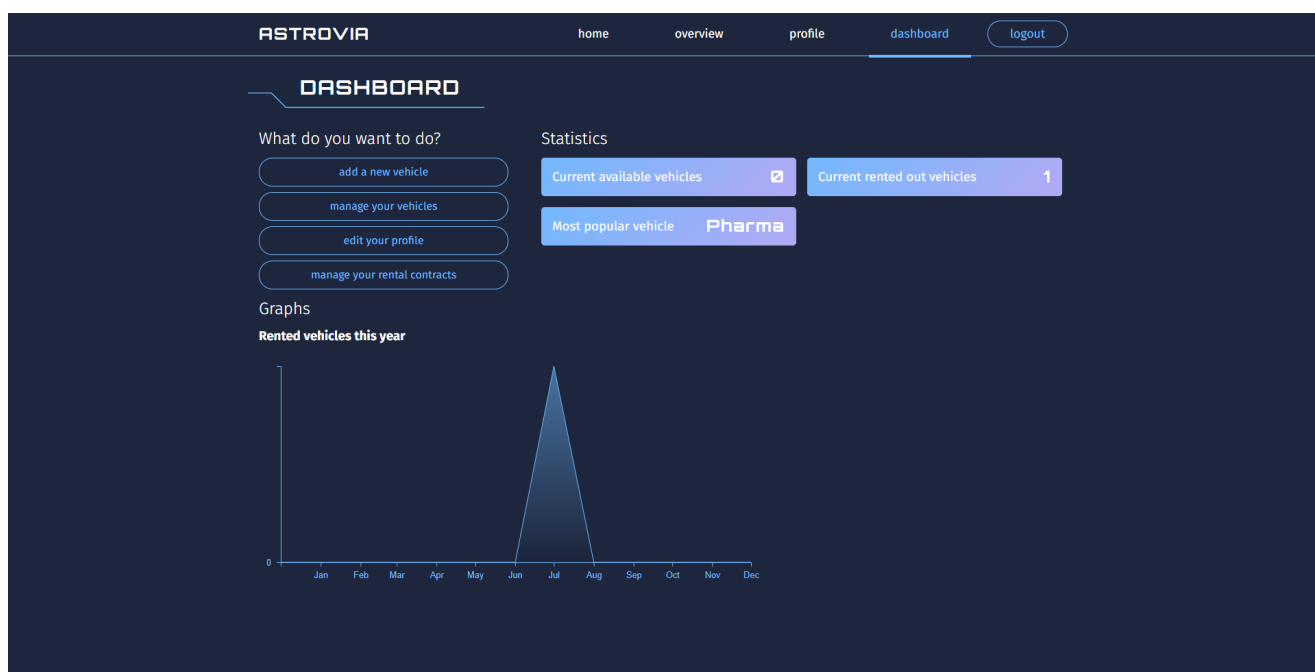 ASTROVIA home overview profile dashboard logout
DASHBOARD
What do you want to do?
add a new vehicle
manage your vehicles
edit your profile
manage your rental contracts
Statistics
Current available vehicles 0
Current rented out vehicles 1
Most popular vehicle Pharma
Graphs
Rented vehicles this year
0
Jan Feb Mar Apr May Jun Jul Aug Sep Oct Nov Dec